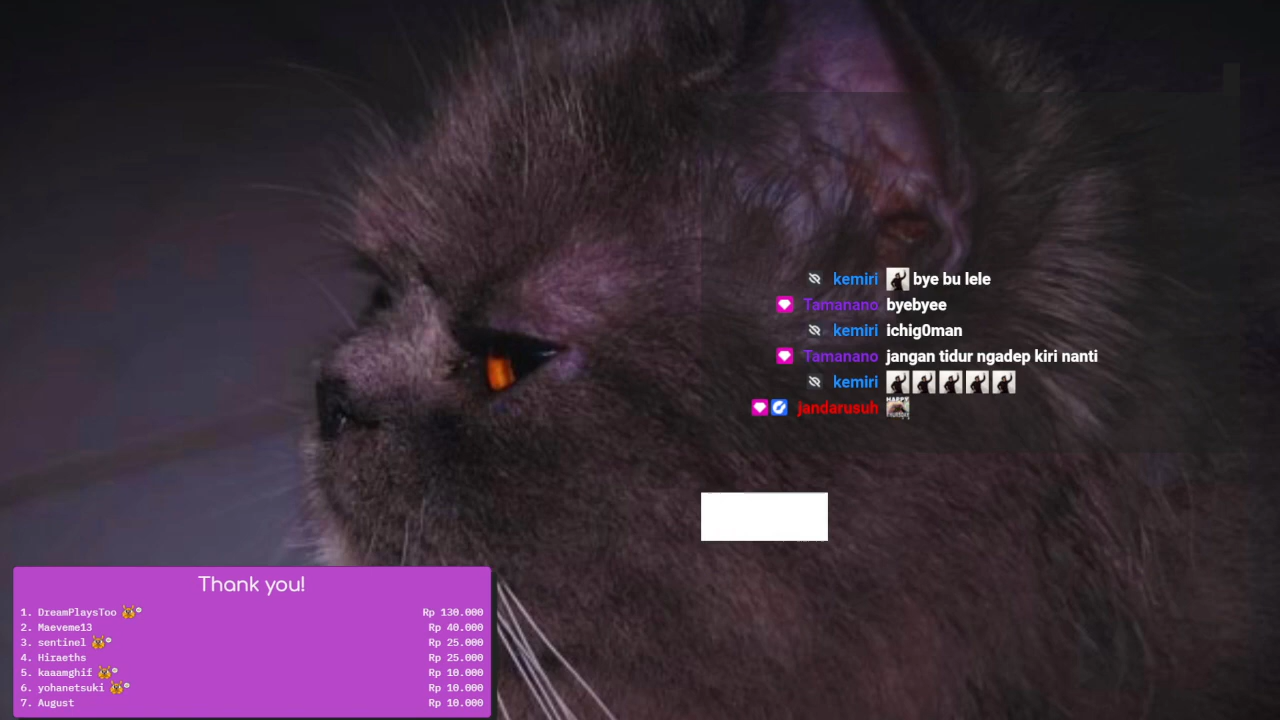 kemiri bye bu lele
Tamanano byebyee
kemiri ichig0man
Tamanano jangan tidur ngadep kiri nanti
kemiri
jandarusuh HAPPY THURSDAY
Thank you!
1. DreamPlaysToo Rp 130.000
2. Maeveme13 Rp 40.000
3. sentinel Rp 25.000
4. Hiraeths Rp 25.000
5. kaaamghif Rp 10.000
6. yohanetsuki Rp 10.000
7. August Rp 10.000